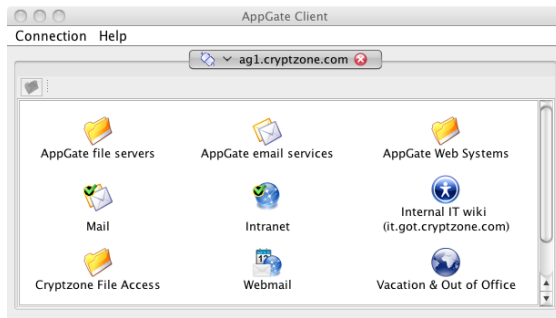 AppGate Client
Connection Help
ag1.cryptzone.com
AppGate file servers
AppGate email services
AppGate Web Systems
Mail
Intranet
Internal IT wiki
(it.got.cryptzone.com)
Cryptzone File Access
12
Webmail
Vacation & Out of Office